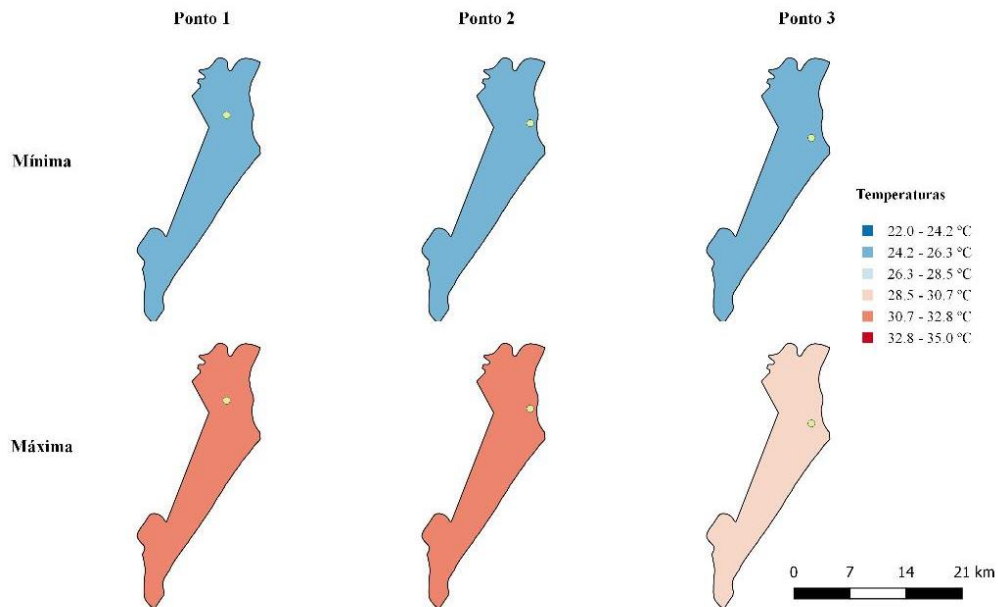 Ponto 1 Ponto 2 Ponto 3
Mínima
Temperaturas
22.0 - 24.2 °C
24.2 - 26.3 °C
26.3 - 28.5 °C
28.5 - 30.7 °C
30.7 - 32.8 °C
32.8 - 35.0 °C
Máxima
0 7 14 21 km